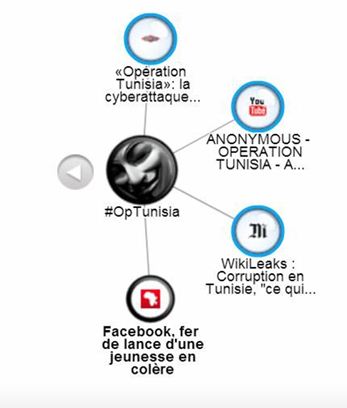 «Opération
Tunisia»: la
cyberattaque...
You
Tube
ANONYMOUS -
OPERATION
TUNISIA - A...
#OpTunisia
M
WikiLeaks :
Corruption en
Tunisie, "ce qui...
Facebook, fer
de lance d'une
jeunesse en
colère